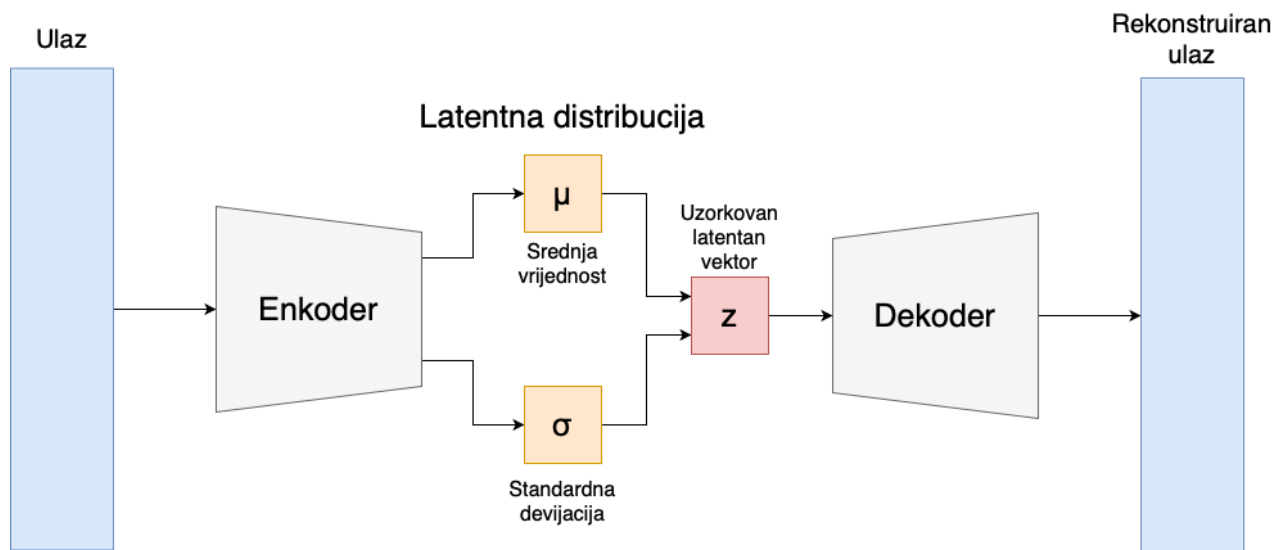 Ulaz
Rekonstruiran
ulaz
Latentna distribucija
μ
Srednja
vrijednost
Uzorkovan
latentan
vektor
Enkoder
z
Dekoder
σ
Standardna
devijacija